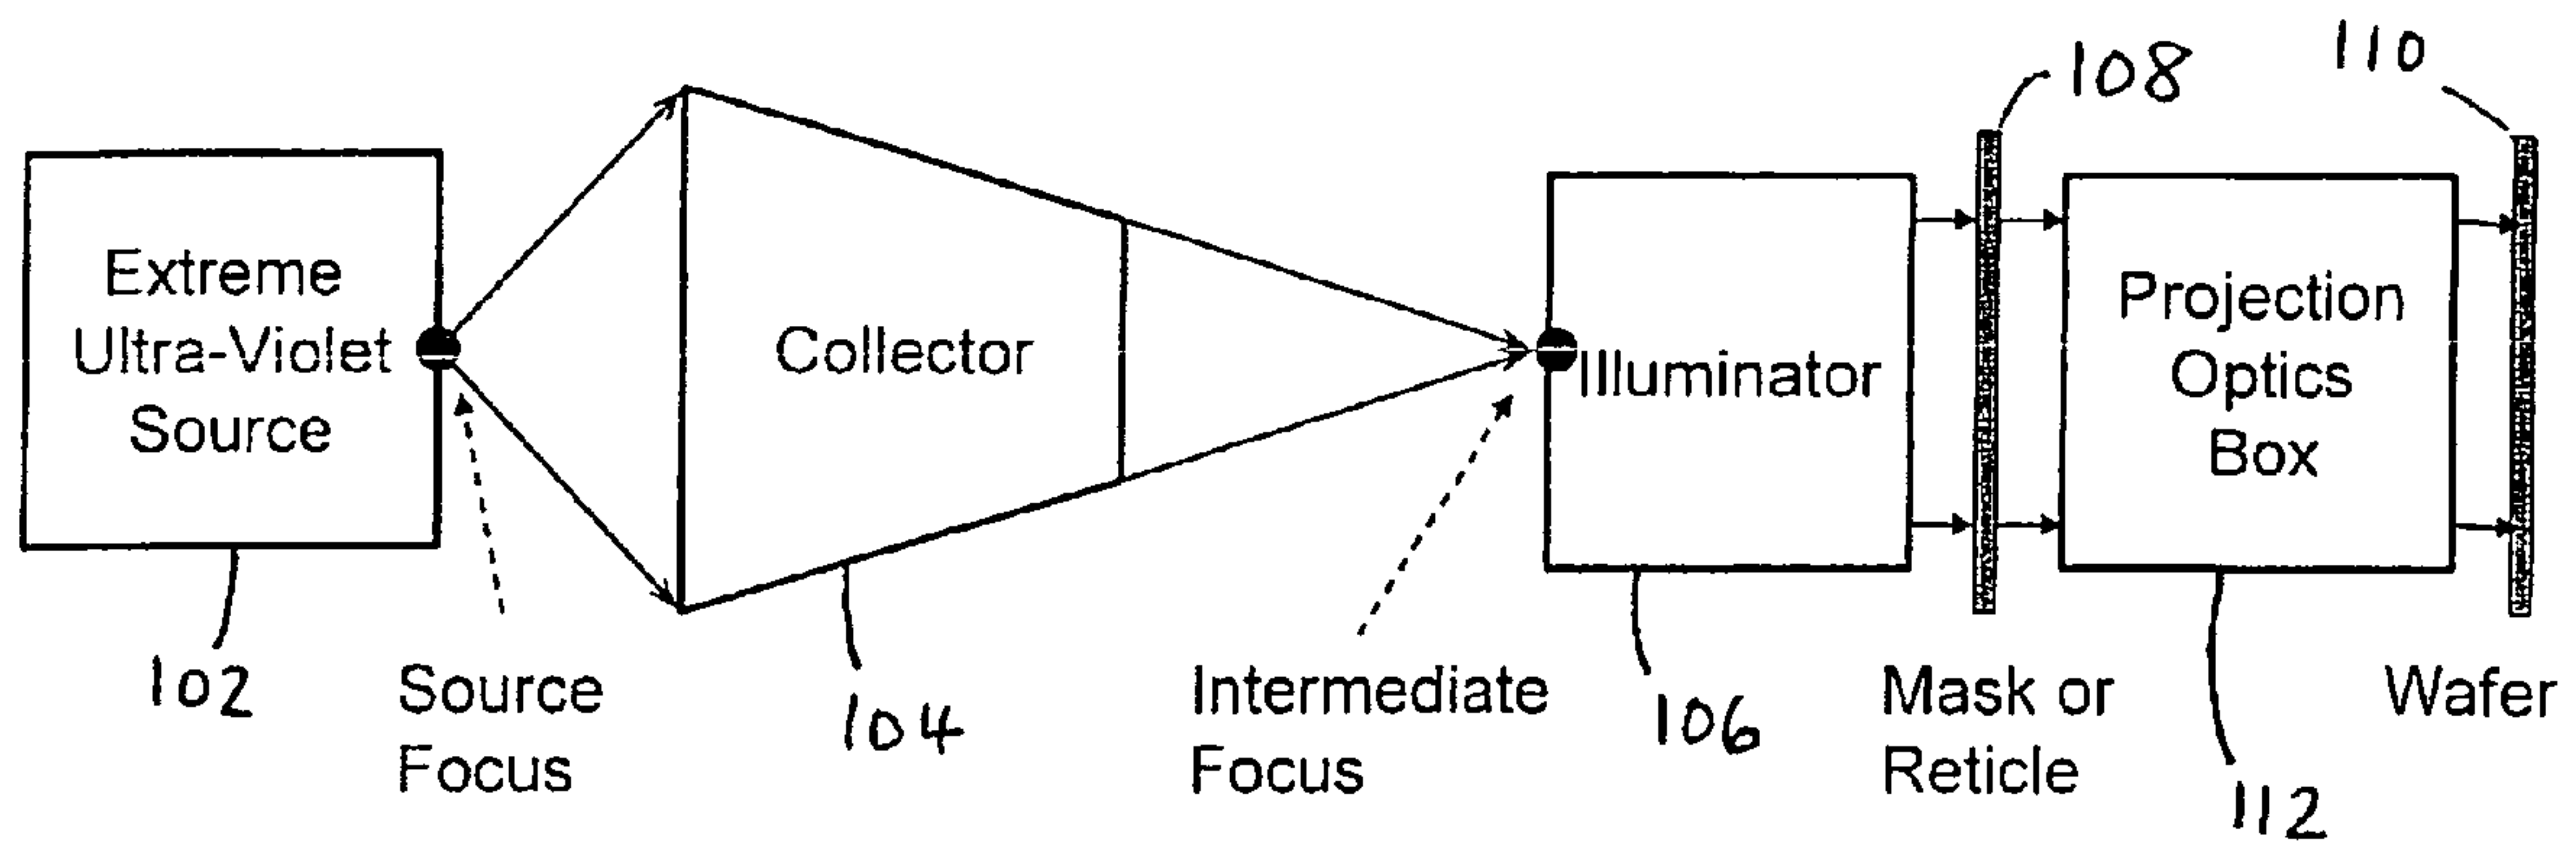 108
110
Extreme
Ultra-Violet
Source
Collector
Illuminator
Projection
Optics
Box
102
Source
Focus
104
Intermediate
Focus
106
Mask or
Reticle
112
Wafer